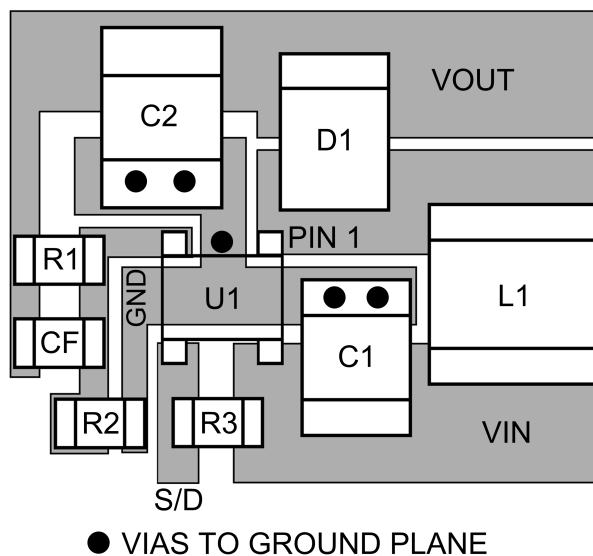 VOUT
C2
D1
PIN 1
R1
GND
U1
L1
CF
C1
R2
R3
VIN
S/D
VIAS TO GROUND PLANE